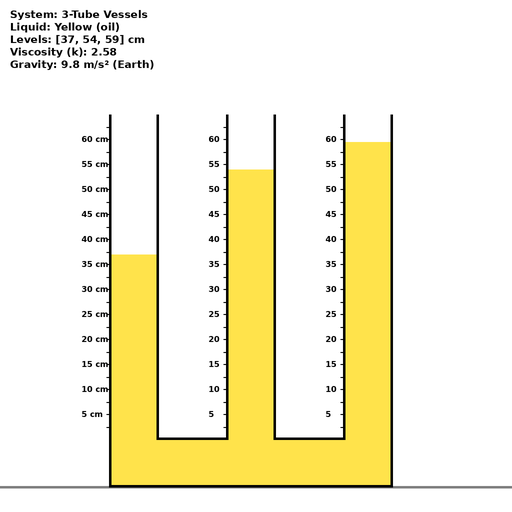 System: 3-Tube Vessels
Liquid: Yellow (oil)
Levels: [37, 54, 59] cm
Viscosity (k): 2.58
Gravity: 9.8 m/s² (Earth)
60 cm 60 60
55 cm 55 55
50 cm 50 50
45 cm 45 45
40 cm 40 40
35 cm 35 35
30 cm 30 30
25 cm 25 25
20 cm 20 20
15 cm 15 15
10 cm 10 10
5 cm 5 5